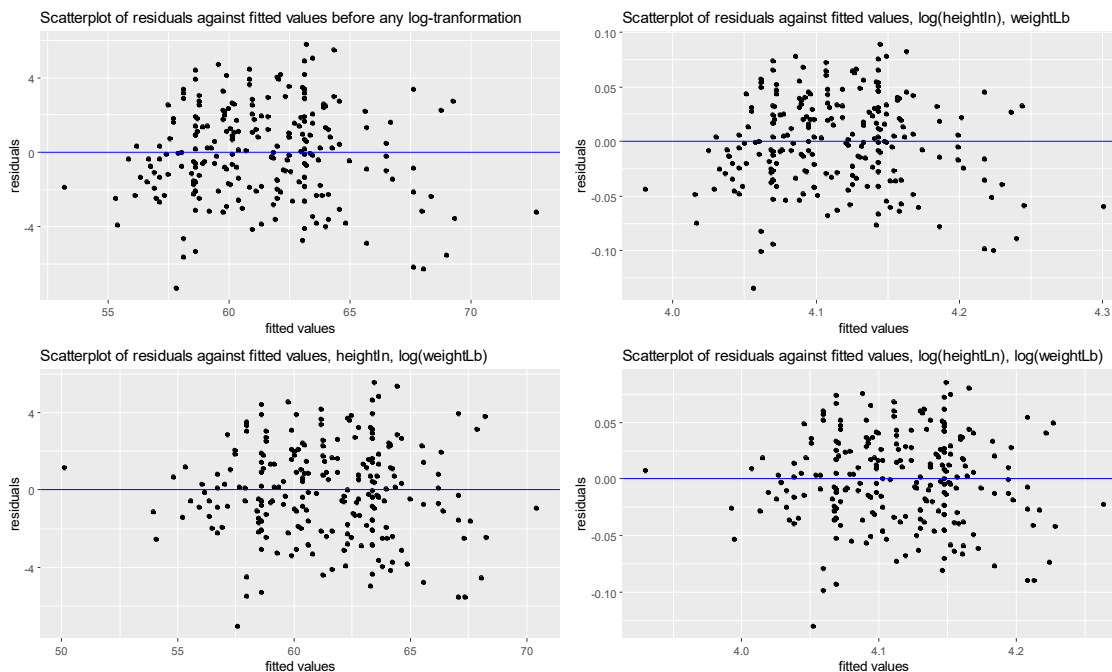 Scatterplot of residuals against fitted values before any log-tranformation
4
0
-4
residuals
55
60
65
70
fitted values
Scatterplot of residuals against fitted values, log(heightIn), weightLb
0.10
0.05
0.00
-0.05
-0.10
residuals
4.0
4.1
4.2
4.3
fitted values
Scatterplot of residuals against fitted values, heightIn, log(weightLb)
4
0
-4
residuals
50
55
60
65
70
fitted values
Scatterplot of residuals against fitted values, log(heightLn), log(weightLb)
0.05
0.00
-0.05
-0.10
residuals
4.0
4.1
4.2
fitted values